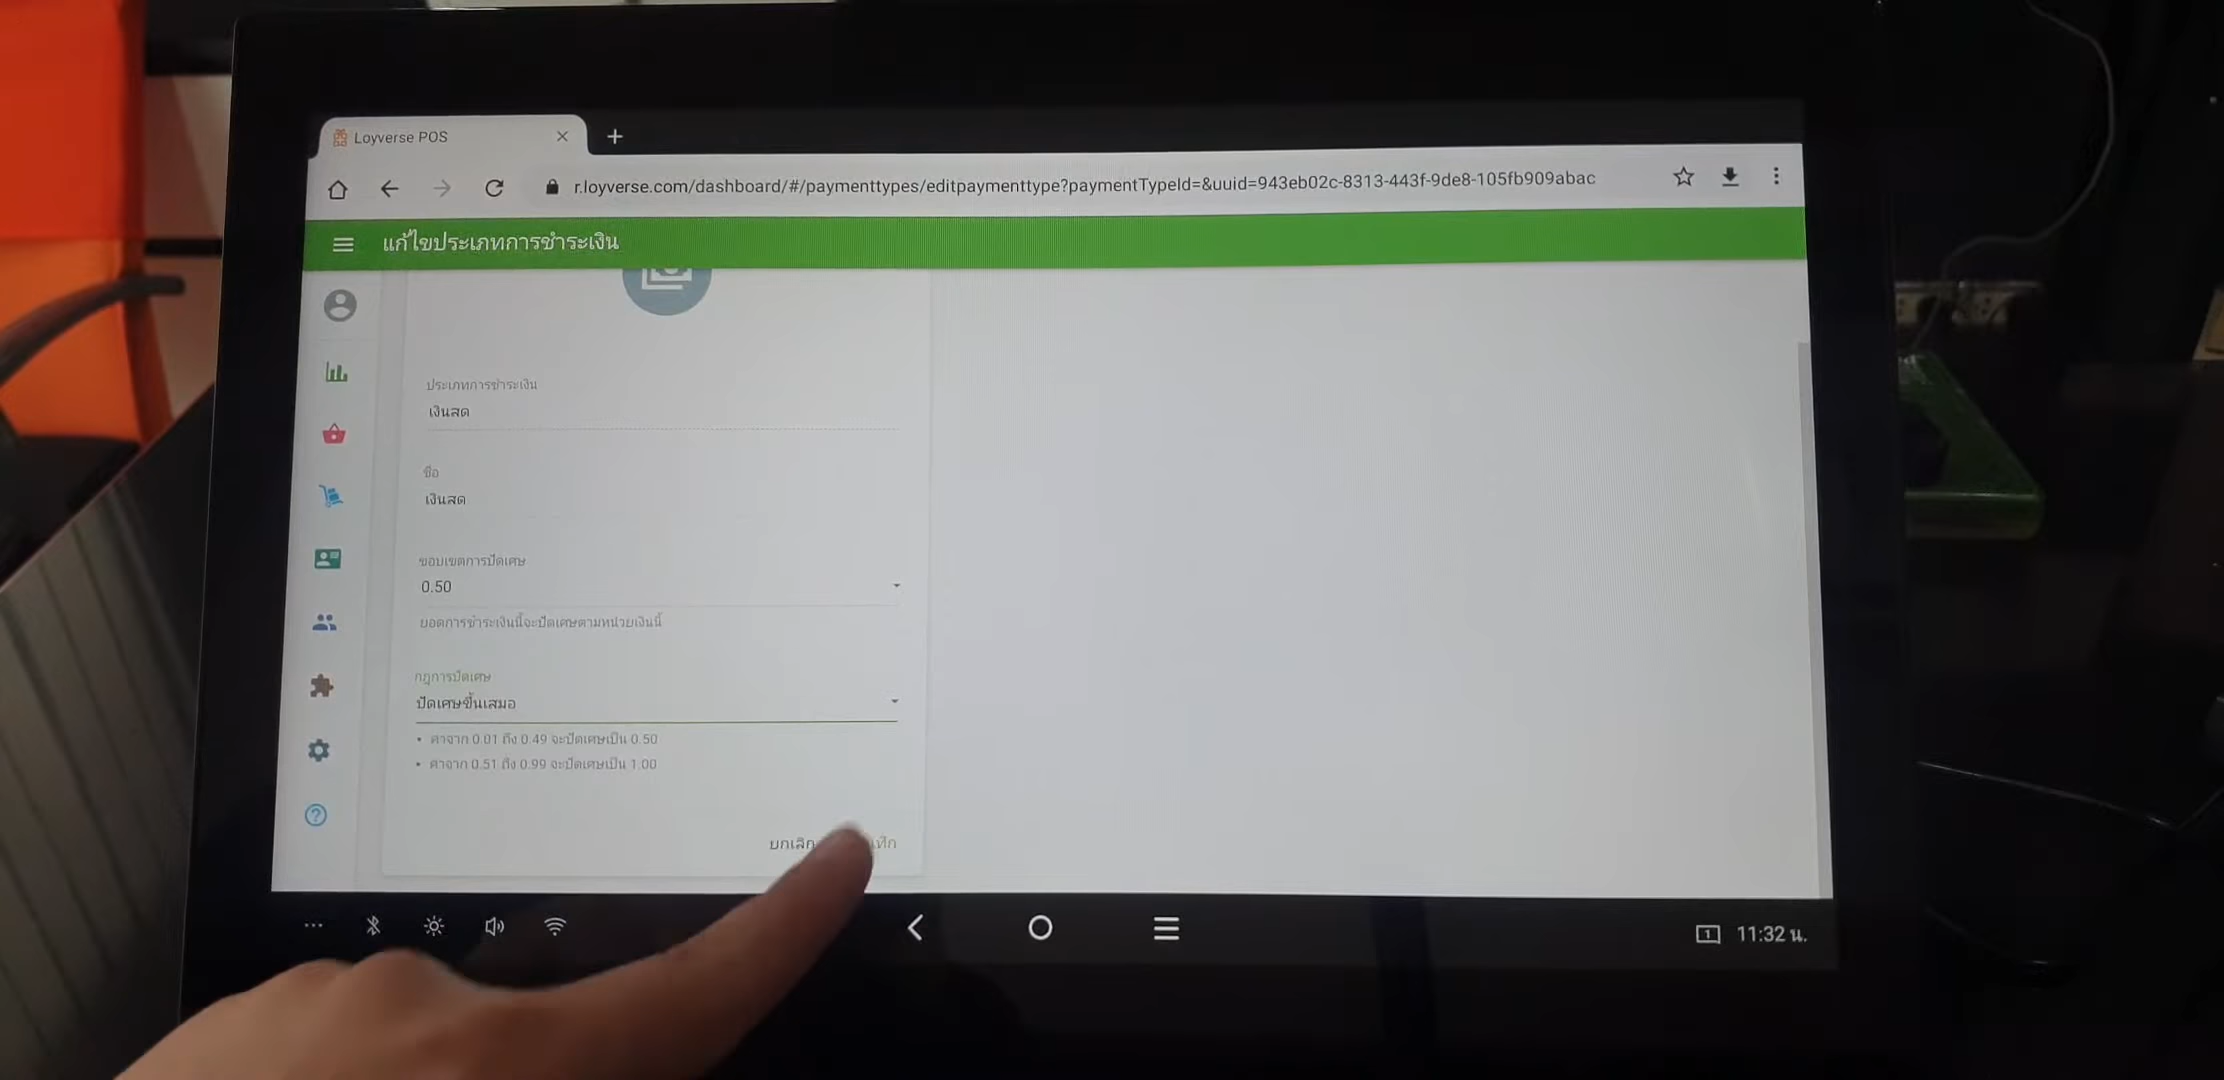 Loyverse POS
r.loyverse.com/dashboard/#/paymenttypes/editpaymenttype?paymentTypeId=&uuid=943eb02c-8313-443f-9de8-105fb909abac
แก้ไขประเภทการชำระเงิน
ประเภทการชำระเงิน
เงินสด
ชื่อ
เงินสด
ขอบเขตการปัดเศษ
0.50
ยอดการชำระเงินนี้จะปัดเศษตามหน่วยเงินนี้
กฎการปัดเศษ
ปัดเศษขึ้นเสมอ
• ค่าจาก 0.01 ถึง 0.49 จะปัดเศษเป็น 0.50
• ค่าจาก 0.51 ถึง 0.99 จะปัดเศษเป็น 1.00
ยกเลิก
1 11:32 น.